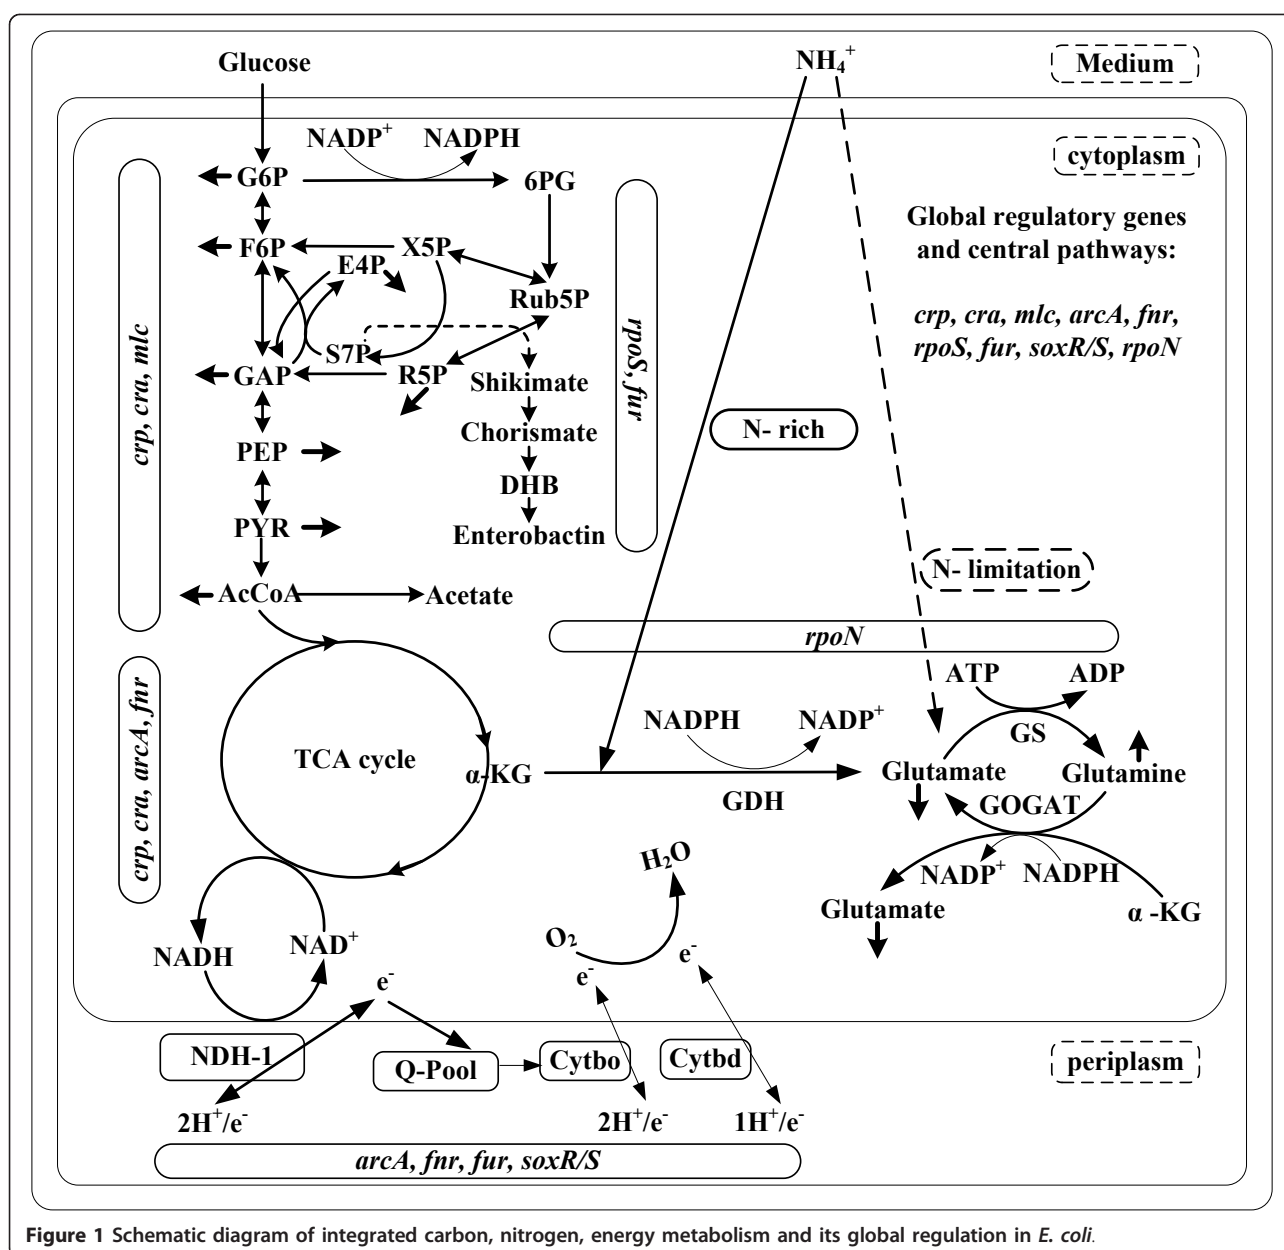 Glucose
NH4+
Medium
NADP+
NADPH
cytoplasm
G6P
6PG
Global regulatory genes
and central pathways:
F6P
X5P
E4P
Rub5P
crp, cra, mlc, arcA, fnr,
rpoS, fur, soxR/S, rpoN
S7P
GAP
R5P
Shikimate
crp, cra, mlc
rpoS, fur
N- rich
Chorismate
PEP
DHB
PYR
Enterobactin
N- limitation
AcCoA
Acetate
rpoN
ATP
ADP
crp, cra, arcA, fnr
NADPH
NADP+
GS
TCA cycle
α-KG
Glutamate
Glutamine
GDH
GOGAT
H2O
NADP+
NADPH
Glutamate
α -KG
O2
NADH
NAD+
e-
e-
e-
NDH-1
Q-Pool
Cytbo
Cytbd
periplasm
2H+/e-
2H+/e-
1H+/e-
arcA, fnr, fur, soxR/S
Figure 1 Schematic diagram of integrated carbon, nitrogen, energy metabolism and its global regulation in E. coli.